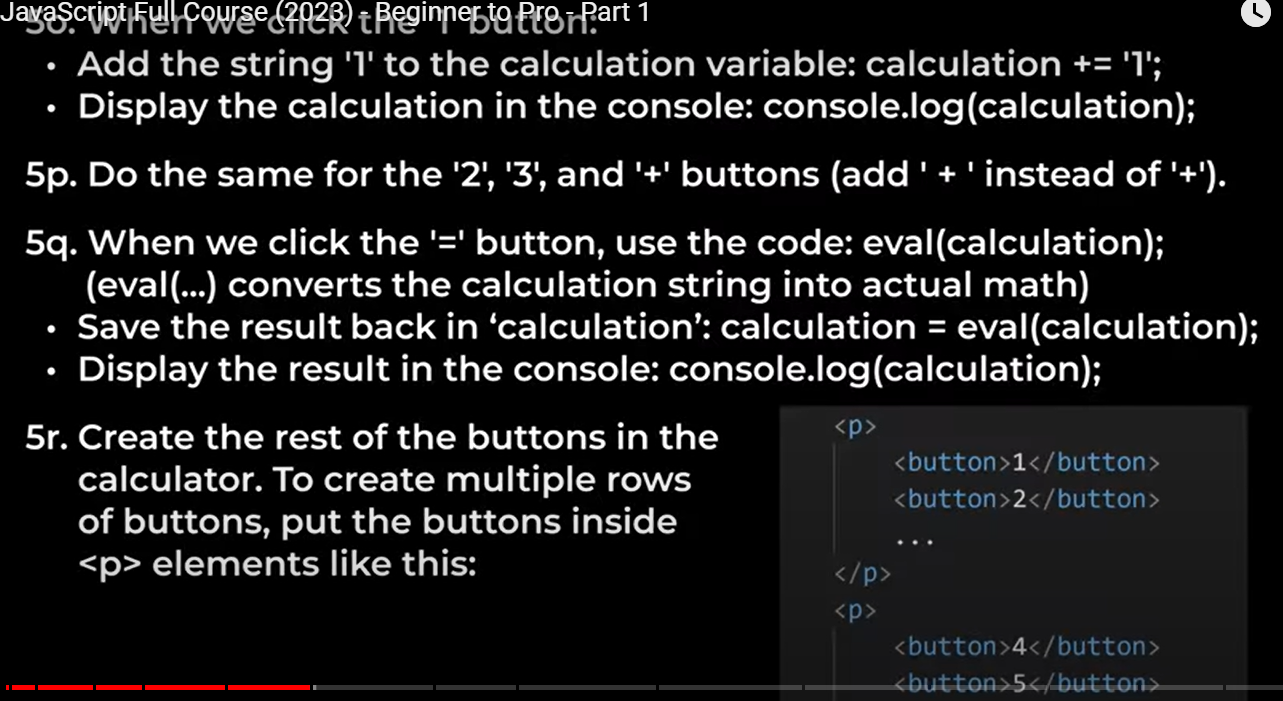 JavaScript Full Course (2023) - Beginner to Pro - Part 1
5o. When we click the '1' button:
• Add the string '1' to the calculation variable: calculation += '1';
• Display the calculation in the console: console.log(calculation);
5p. Do the same for the '2', '3', and '+' buttons (add ' + ' instead of '+').
5q. When we click the '=' button, use the code: eval(calculation);
(eval(...) converts the calculation string into actual math)
• Save the result back in ‘calculation’: calculation = eval(calculation);
• Display the result in the console: console.log(calculation);
5r. Create the rest of the buttons in the
calculator. To create multiple rows
of buttons, put the buttons inside
<p> elements like this:
<p>
<button>1</button>
<button>2</button>
...
</p>
<p>
<button>4</button>
<button>5</button>